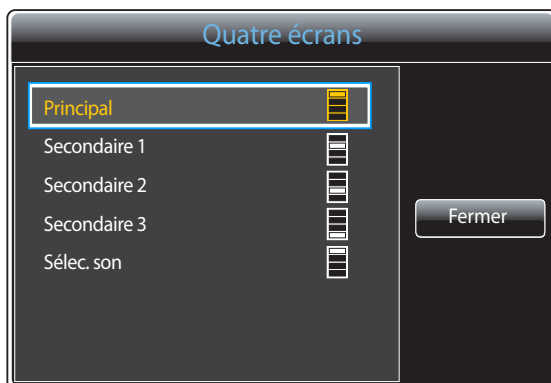 Quatre écrans
Principal
Secondaire 1
Secondaire 2
Secondaire 3
Sélec. son
Fermer